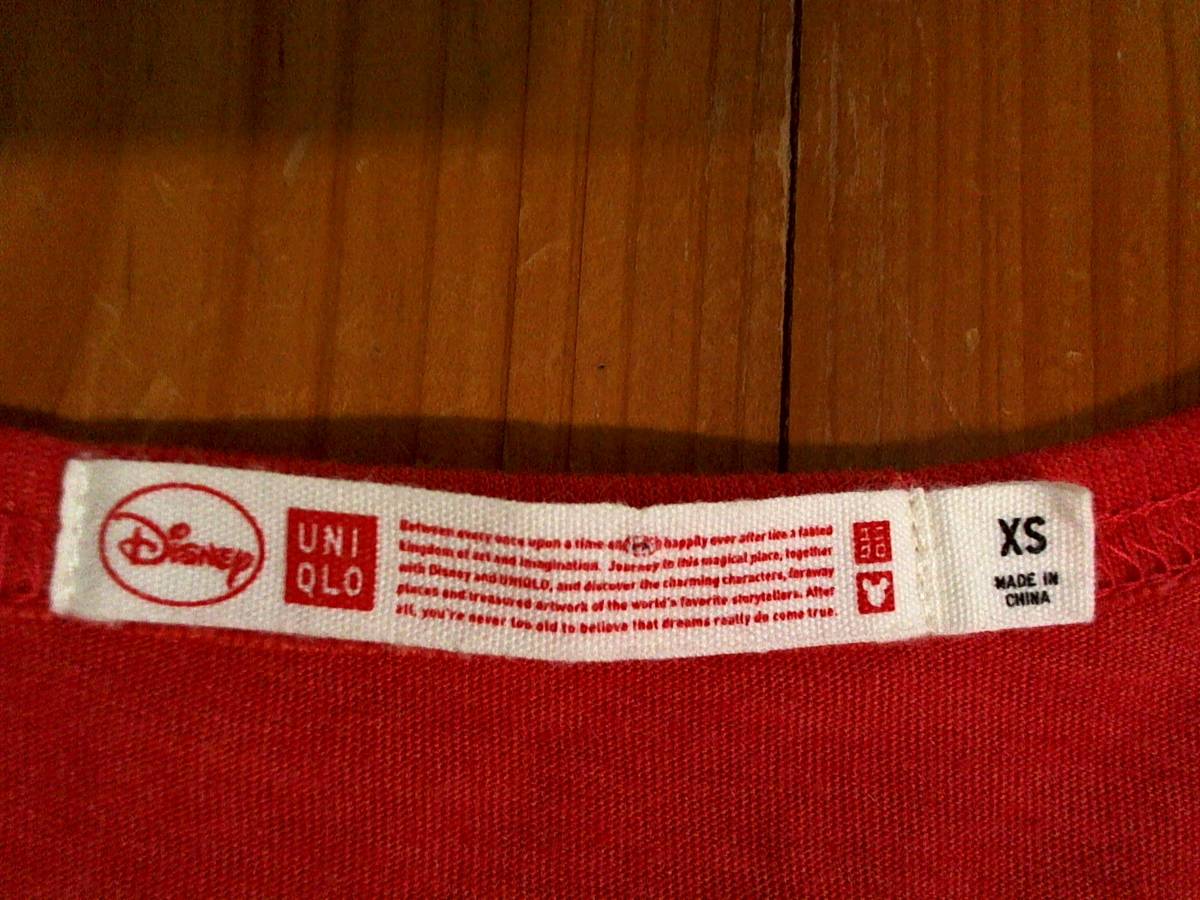 Disney
UNI
QLO
Between every once upon a time and happily ever after lies a fabled
kingdom of art and imagination. Journey to this magical place, together
with Disney and UNIQLO, and discover the charming characters, faraway
places and treasured artwork of the world's favorite storytellers. After
all, you're never too old to believe that dreams really do come true.
UNI
QLO
XS
MADE IN
CHINA